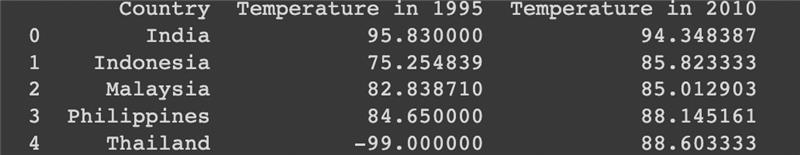 Country Temperature in 1995 Temperature in 2010
0 India 95.830000 94.348387
1 Indonesia 75.254839 85.823333
2 Malaysia 82.838710 85.012903
3 Philippines 84.650000 88.145161
4 Thailand -99.000000 88.603333